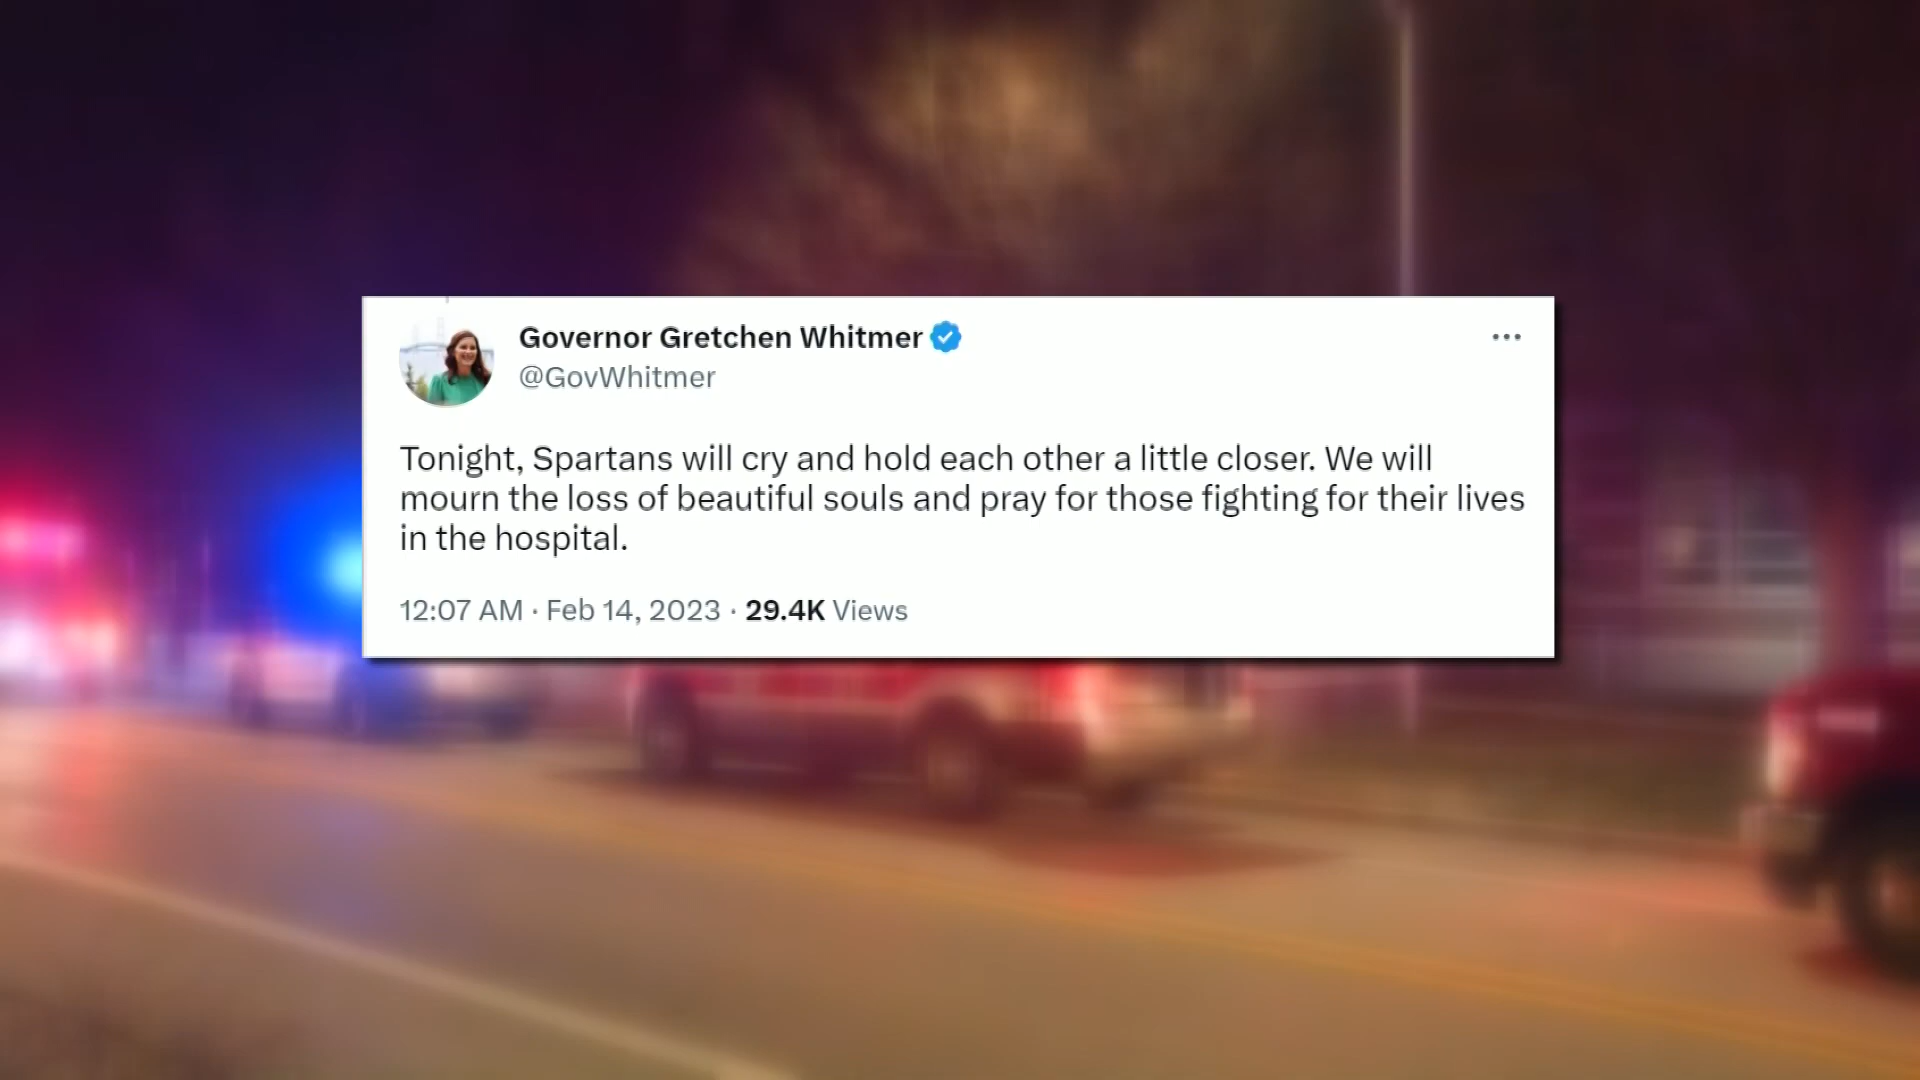 Governor Gretchen Whitmer
@GovWhitmer
Tonight, Spartans will cry and hold each other a little closer. We will
mourn the loss of beautiful souls and pray for those fighting for their lives
in the hospital.
12:07 AM · Feb 14, 2023 · 29.4K Views